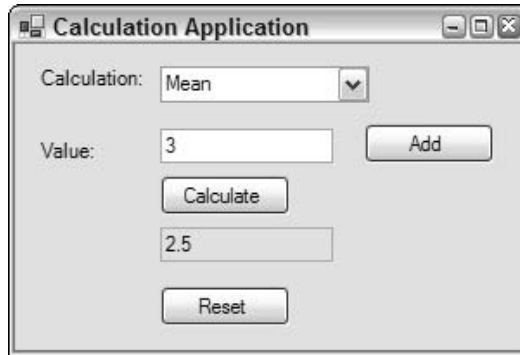 Calculation Application
Calculation: Mean
Value: 3 Add
Calculate
2.5
Reset